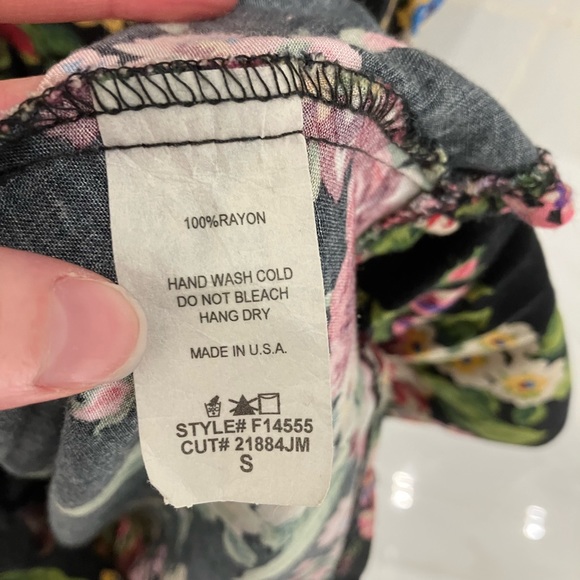 100%RAYON
HAND WASH COLD
DO NOT BLEACH
HANG DRY
MADE IN U.S.A.
STYLE# F14555
CUT# 21884JM
S